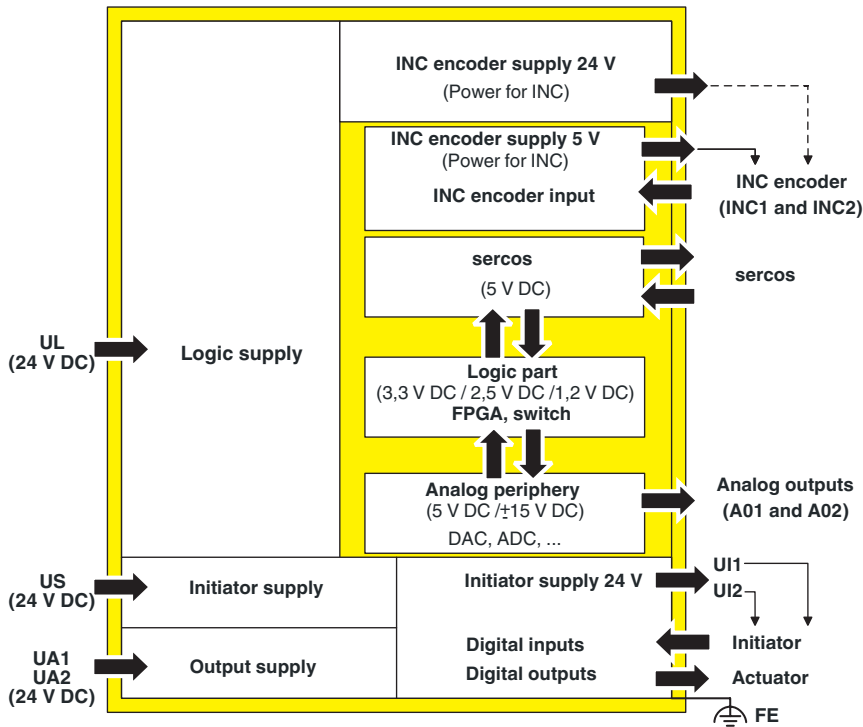 INC encoder supply 24 V
(Power for INC)
INC encoder supply 5 V
(Power for INC)
INC encoder input
INC encoder
(INC1 and INC2)
sercos
(5 V DC)
sercos
UL
(24 V DC)
Logic supply
Logic part
(3,3 V DC / 2,5 V DC /1,2 V DC)
FPGA, switch
Analog periphery
(5 V DC /±15 V DC)
DAC, ADC, ...
Analog outputs
(A01 and A02)
US
(24 V DC)
Initiator supply
Initiator supply 24 V
UI1
UI2
UA1
UA2
(24 V DC)
Output supply
Digital inputs
Digital outputs
Initiator
Actuator
FE